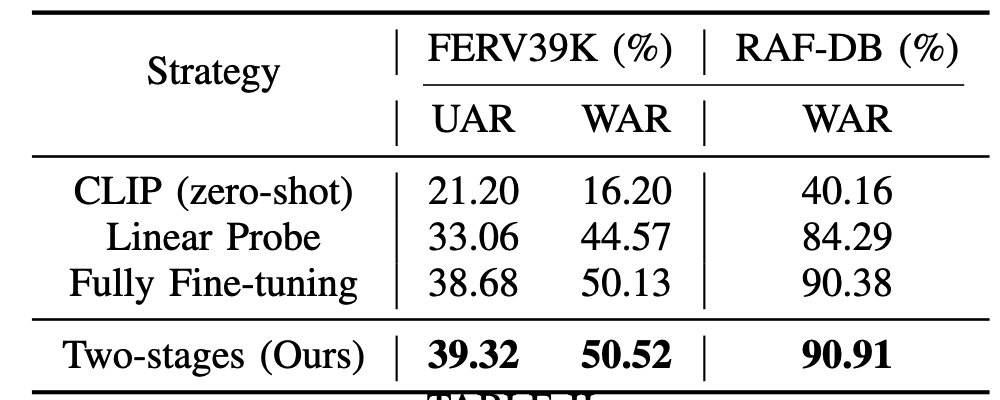 Strategy FERV39K (%) RAF-DB (%)
UAR WAR WAR
CLIP (zero-shot) 21.20 16.20 40.16
Linear Probe 33.06 44.57 84.29
Fully Fine-tuning 38.68 50.13 90.38
Two-stages (Ours) 39.32 50.52 90.91